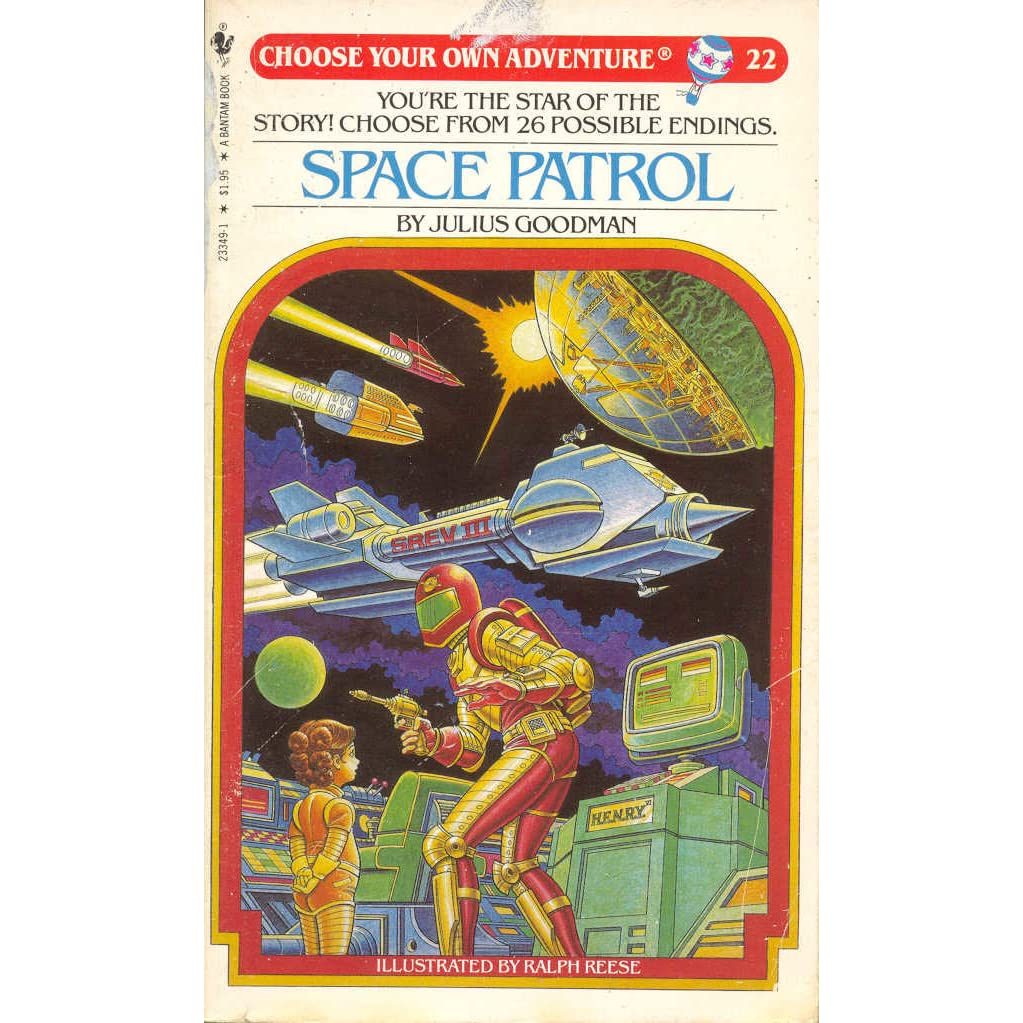 CHOOSE YOUR OWN ADVENTURE® 22
YOU'RE THE STAR OF THE
STORY! CHOOSE FROM 26 POSSIBLE ENDINGS.
SPACE PATROL
BY JULIUS GOODMAN
23349-1 * $1.95 * A BANTAM BOOK
SREV III
H.E.N.R.Y. VI
ILLUSTRATED BY RALPH REESE